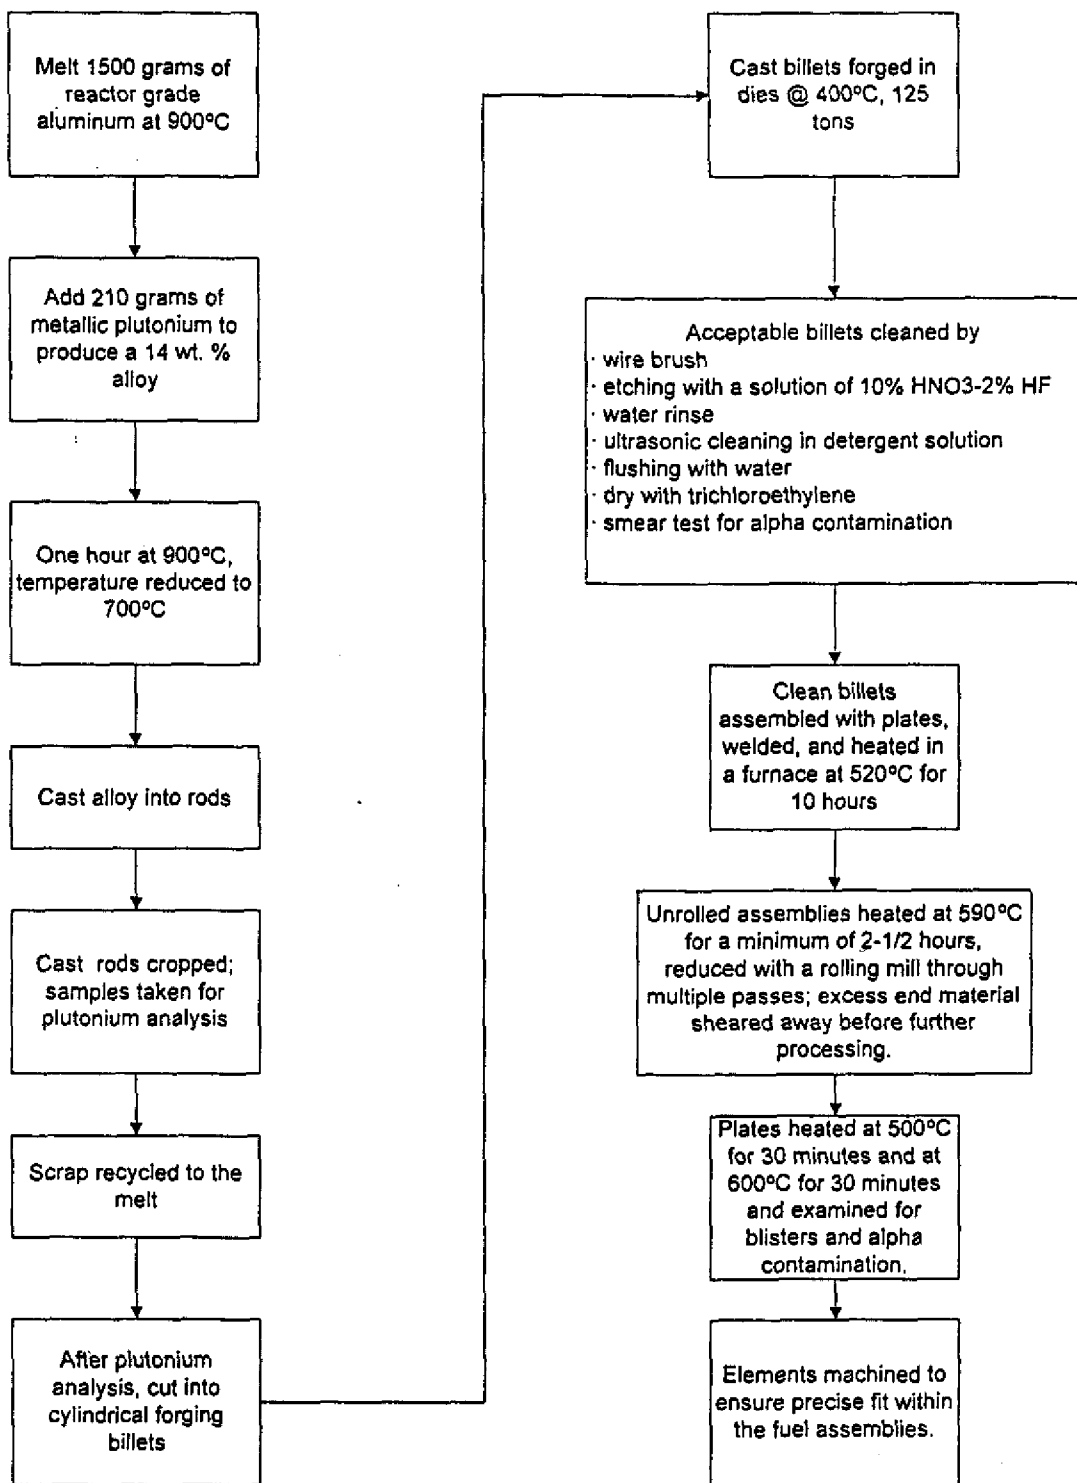 Melt 1500 grams of
reactor grade
aluminum at 900ºC
Add 210 grams of
metallic plutonium to
produce a 14 wt. %
alloy
One hour at 900ºC,
temperature reduced to
700ºC
Cast alloy into rods
Cast rods cropped;
samples taken for
plutonium analysis
Scrap recycled to the
melt
After plutonium
analysis, cut into
cylindrical forging
billets
Cast billets forged in
dies @ 400ºC, 125
tons
Acceptable billets cleaned by
· wire brush
· etching with a solution of 10% HNO3-2% HF
· water rinse
· ultrasonic cleaning in detergent solution
· flushing with water
· dry with trichloroethylene
· smear test for alpha contamination
Clean billets
assembled with plates,
welded, and heated in
a furnace at 520ºC for
10 hours
Unrolled assemblies heated at 590ºC
for a minimum of 2-1/2 hours,
reduced with a rolling mill through
multiple passes; excess end material
sheared away before further
processing.
Plates heated at 500ºC
for 30 minutes and at
600ºC for 30 minutes
and examined for
blisters and alpha
contamination.
Elements machined to
ensure precise fit within
the fuel assemblies.